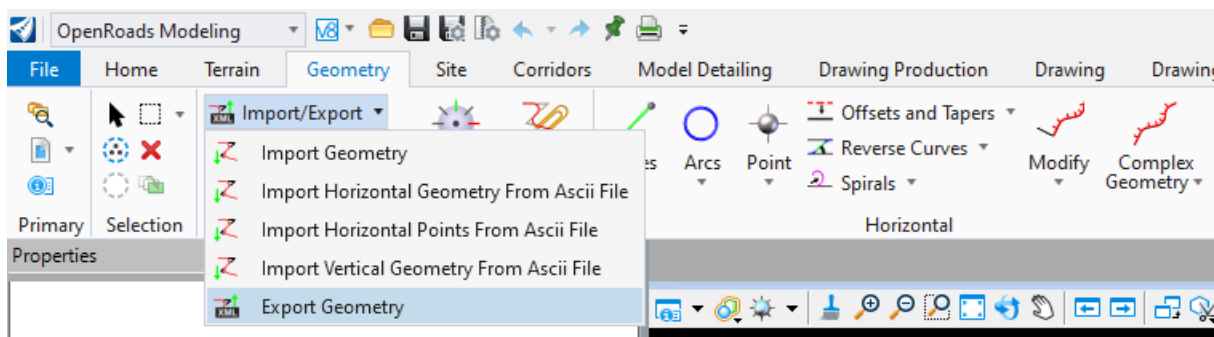 OpenRoads Modeling
File Home Terrain Geometry Site Corridors Model Detailing Drawing Production Drawing Drawing
Import/Export
Import Geometry
Import Horizontal Geometry From Ascii File
Import Horizontal Points From Ascii File
Import Vertical Geometry From Ascii File
Export Geometry
Arcs
Point
Offsets and Tapers
Reverse Curves
Spirals
Modify
Complex
Geometry
Primary Selection Horizontal
Properties